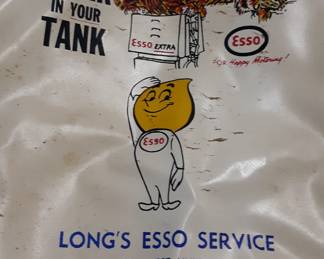 IN YOUR
TANK
ESSO EXTRA
ESSO
FOR Happy Motoring!
ESSO
LONG'S ESSO SERVICE